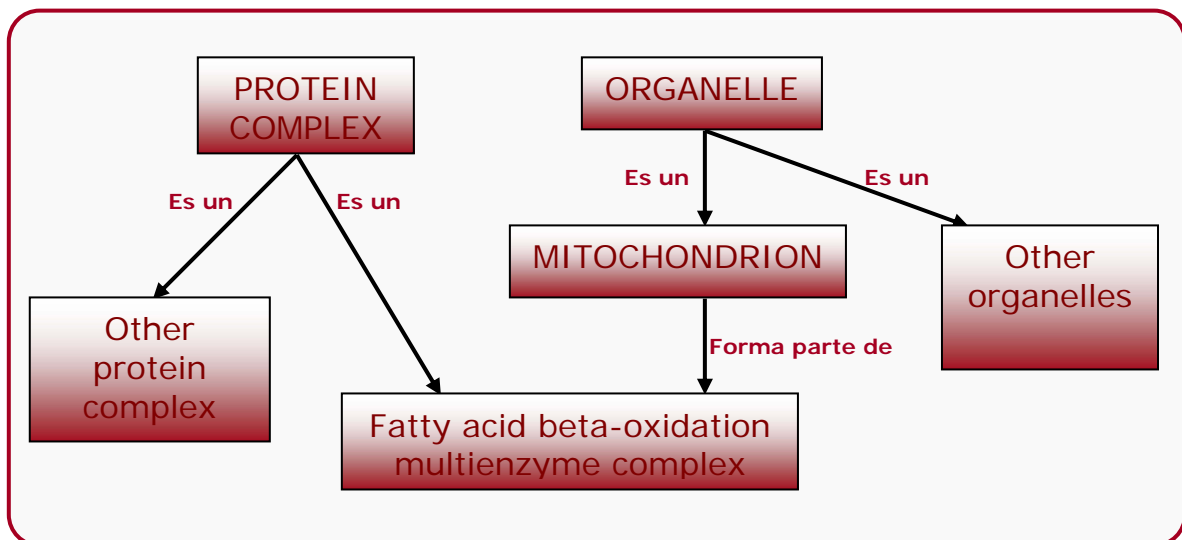 PROTEIN
COMPLEX
ORGANELLE
Es un
Es un
Es un
Es un
MITOCHONDRION
Other
organelles
Other
protein
complex
Forma parte de
Fatty acid beta-oxidation
multienzyme complex